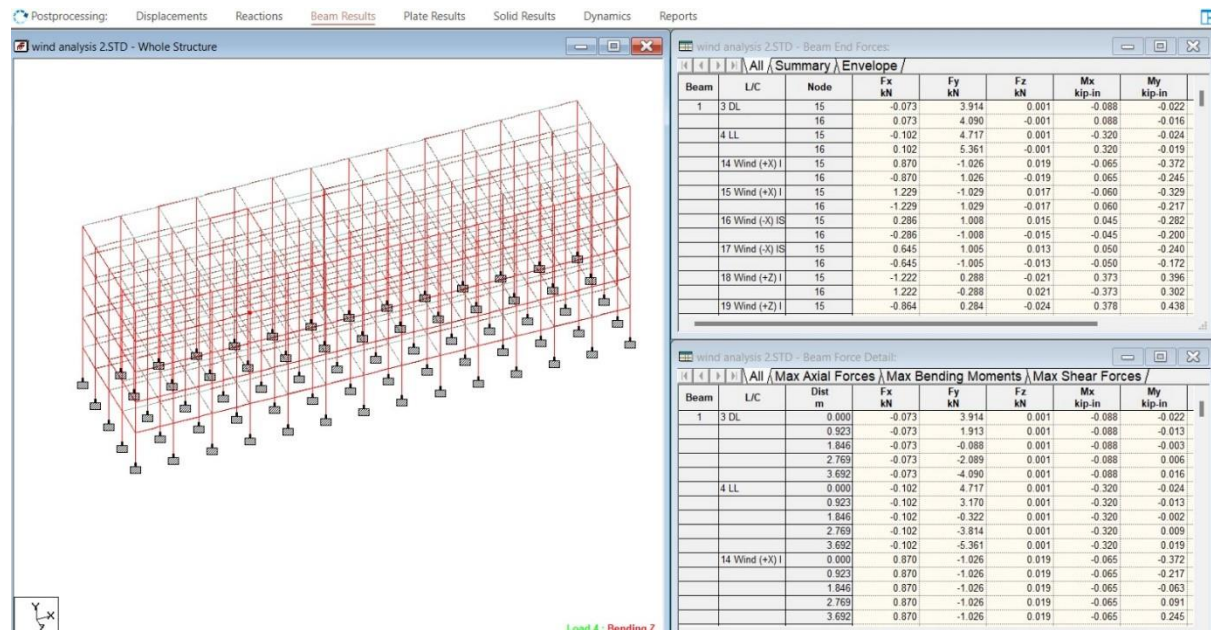 Postprocessing: Displacements Reactions Beam Results Plate Results Solid Results Dynamics Reports
wind analysis 2.STD - Whole Structure
Y
X
Z
Load 4 : Bending Z
wind analysis 2.STD - Beam End Forces:
All Summary Envelope
Beam L/C Node Fx kN Fy kN Fz kN Mx kip-in My kip-in
1 3 DL 15 -0.073 3.914 0.001 -0.088 -0.022
16 0.073 4.090 -0.001 0.088 -0.016
4 LL 15 -0.102 4.717 0.001 -0.320 -0.024
16 0.102 5.361 -0.001 0.320 -0.019
14 Wind (+X) I 15 0.870 -1.026 0.019 -0.065 -0.372
16 -0.870 1.026 -0.019 0.065 -0.245
15 Wind (+X) I 15 1.229 -1.029 0.017 -0.060 -0.329
16 -1.229 1.029 -0.017 0.060 -0.217
16 Wind (-X) IS 15 0.286 1.008 0.015 0.045 -0.282
16 -0.286 -1.008 -0.015 -0.045 -0.200
17 Wind (-X) IS 15 0.645 1.005 0.013 0.050 -0.240
16 -0.645 -1.005 -0.013 -0.050 -0.172
18 Wind (+Z) I 15 -1.222 0.288 -0.021 0.373 0.396
16 1.222 -0.288 0.021 -0.373 0.302
19 Wind (+Z) I 15 -0.864 0.284 -0.024 0.378 0.438
wind analysis 2.STD - Beam Force Detail:
All Max Axial Forces Max Bending Moments Max Shear Forces
Beam L/C Dist m Fx kN Fy kN Fz kN Mx kip-in My kip-in
1 3 DL 0.000 -0.073 3.914 0.001 -0.088 -0.022
0.923 -0.073 1.913 0.001 -0.088 -0.013
1.846 -0.073 -0.088 0.001 -0.088 -0.003
2.769 -0.073 -2.089 0.001 -0.088 0.006
3.692 -0.073 -4.090 0.001 -0.088 0.016
4 LL 0.000 -0.102 4.717 0.001 -0.320 -0.024
0.923 -0.102 3.170 0.001 -0.320 -0.013
1.846 -0.102 -0.322 0.001 -0.320 -0.002
2.769 -0.102 -3.814 0.001 -0.320 0.009
3.692 -0.102 -5.361 0.001 -0.320 0.019
14 Wind (+X) I 0.000 0.870 -1.026 0.019 -0.065 -0.372
0.923 0.870 -1.026 0.019 -0.065 -0.217
1.846 0.870 -1.026 0.019 -0.065 -0.063
2.769 0.870 -1.026 0.019 -0.065 0.091
3.692 0.870 -1.026 0.019 -0.065 0.245